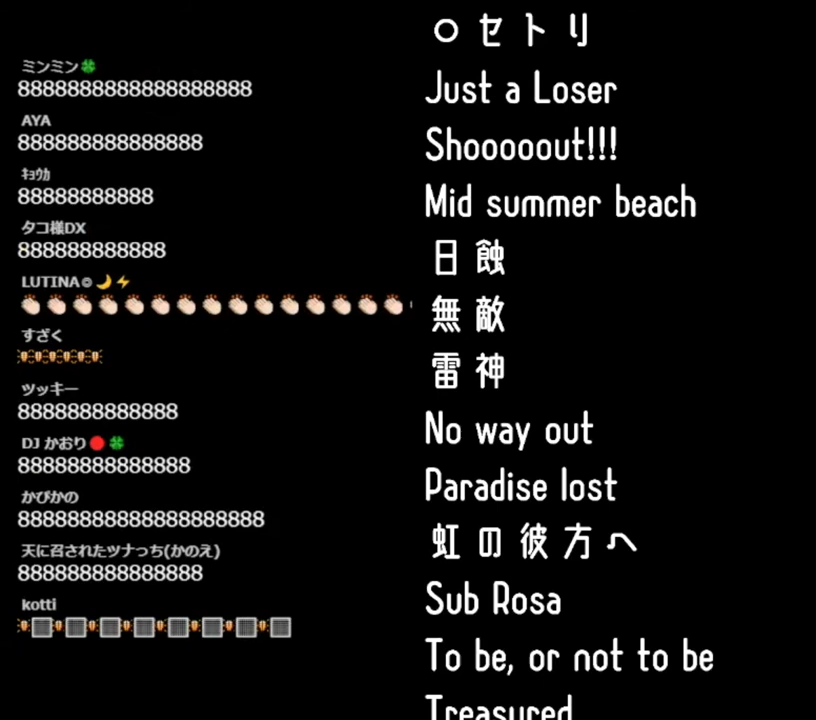 ミンミン🍀
8888888888888888888
AYA
888888888888888
ｷｮｳｶ
88888888888
タコ様DX
888888888888
LUTINA⌾🌙⚡
👏🏻👏🏻👏🏻👏🏻👏🏻👏🏻👏🏻👏🏻👏🏻👏🏻👏🏻👏🏻👏🏻👏🏻👏🏻
すざく
ツッキー
8888888888888
DJ かおり🔴🍀
88888888888888
かぴかの
88888888888888888888
天に召されたツナっち(かのえ)
888888888888888
kotti
○セトリ
Just a Loser
Shooooout!!!
Mid summer beach
日蝕
無敵
雷神
No way out
Paradise lost
虹の彼方へ
Sub Rosa
To be, or not to be
Treasured